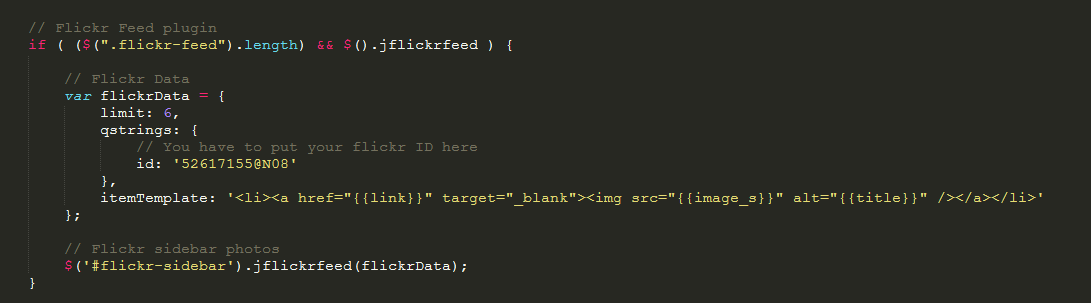 // Flickr Feed plugin
if ( ($(".flickr-feed").length) && $().jflickrfeed ) {
// Flickr Data
var flickrData = {
limit: 6,
qstrings: {
// You have to put your flickr ID here
id: '52617155@N08'
},
itemTemplate: '<li><a href="{{link}}" target="_blank"><img src="{{image_s}}" alt="{{title}}" /></a></li>'
};
// Flickr sidebar photos
$('#flickr-sidebar').jflickrfeed(flickrData);
}